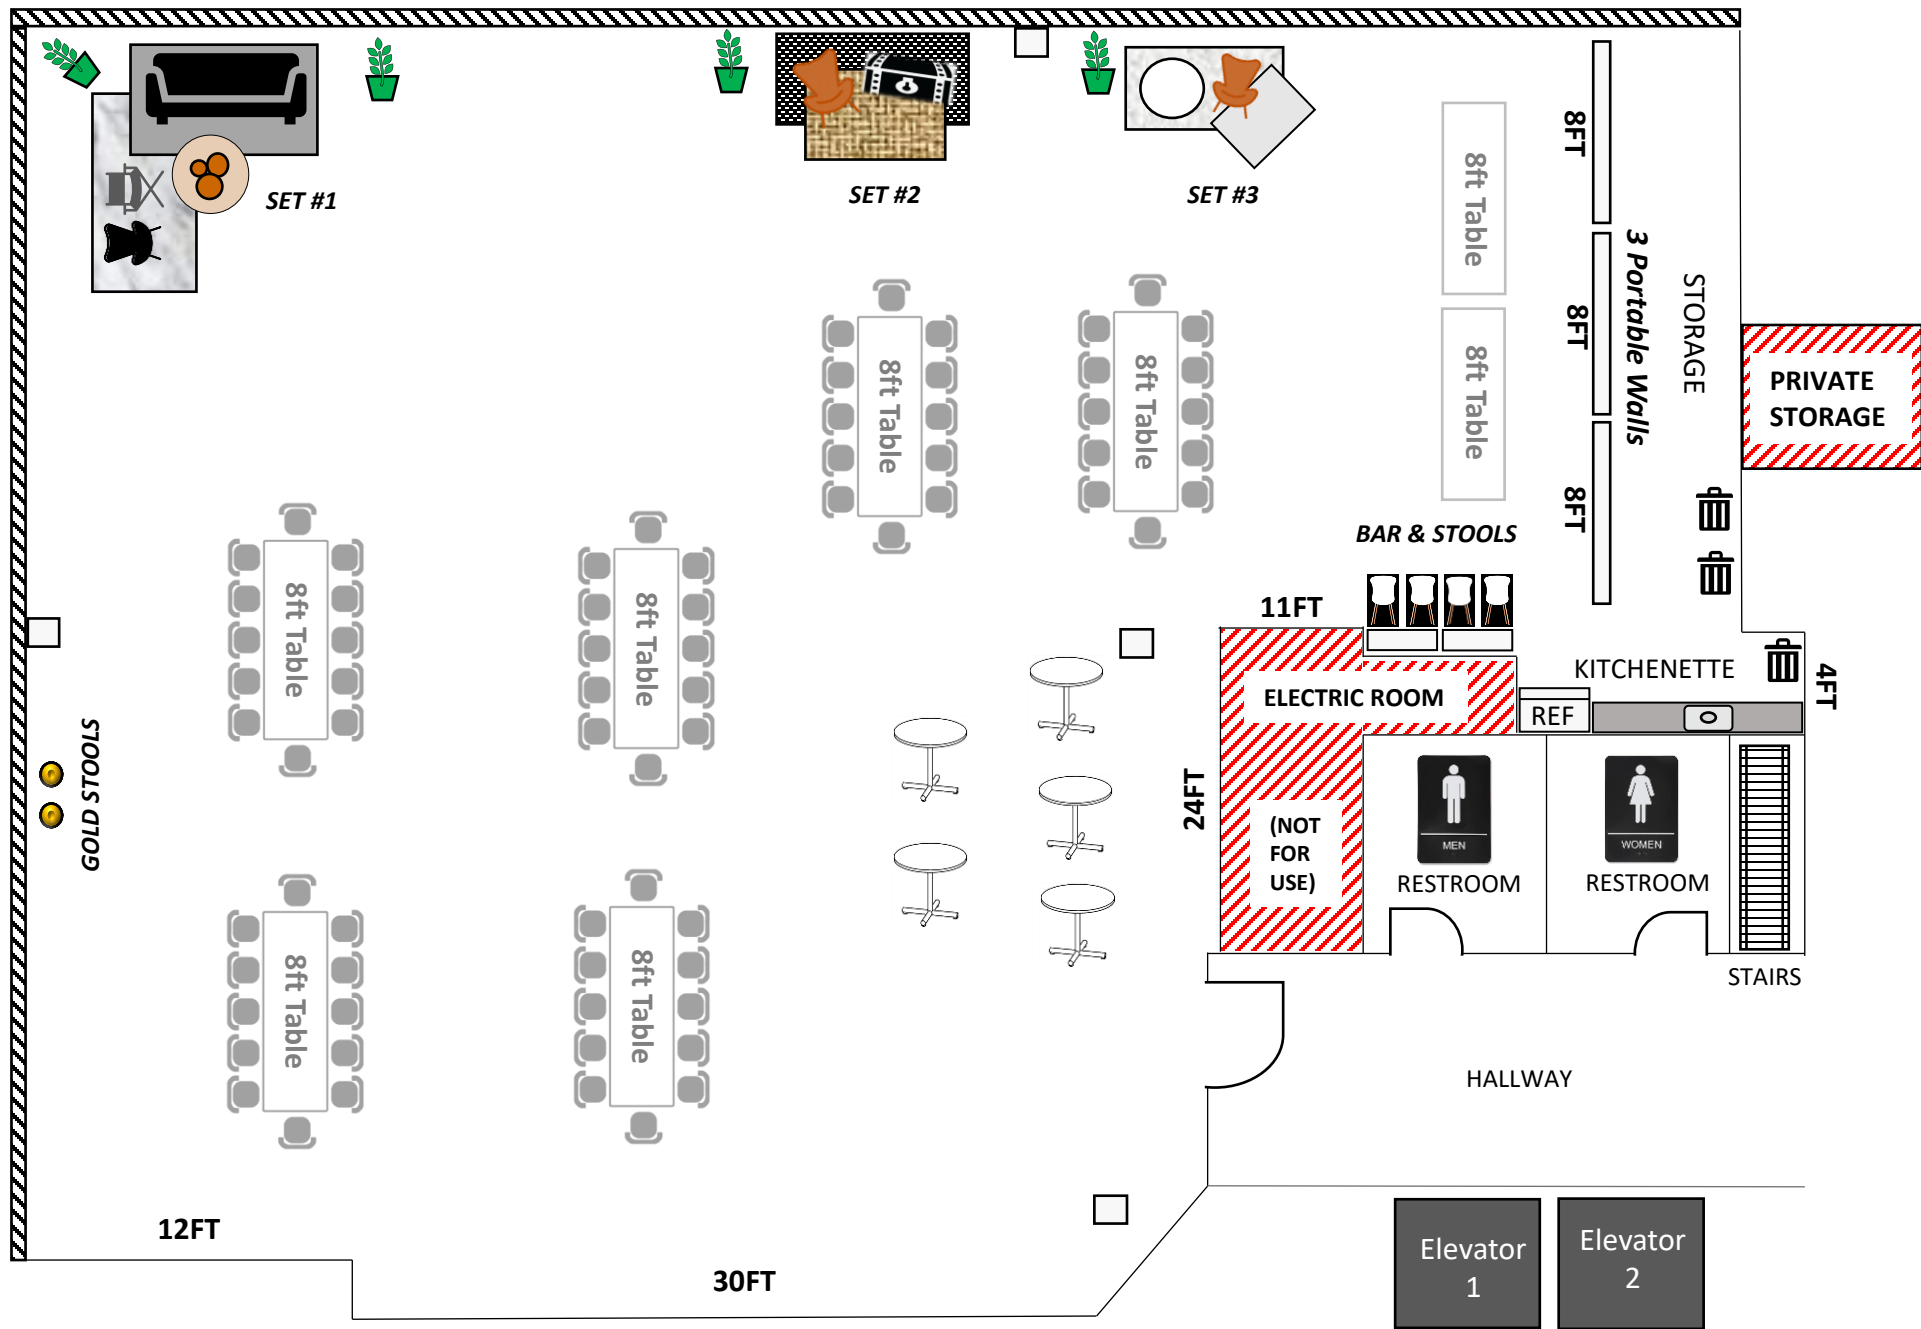 SET #1
SET #2
SET #3
8ft Table
8ft Table
8FT
8FT
8FT
3 Portable Walls
STORAGE
PRIVATE
STORAGE
8ft Table
8ft Table
BAR & STOOLS
8ft Table
8ft Table
11FT
ELECTRIC ROOM
KITCHENETTE
4FT
REF
GOLD STOOLS
24FT
(NOT
FOR
USE)
MEN
RESTROOM
WOMEN
RESTROOM
STAIRS
8ft Table
8ft Table
HALLWAY
12FT
30FT
Elevator
1
Elevator
2